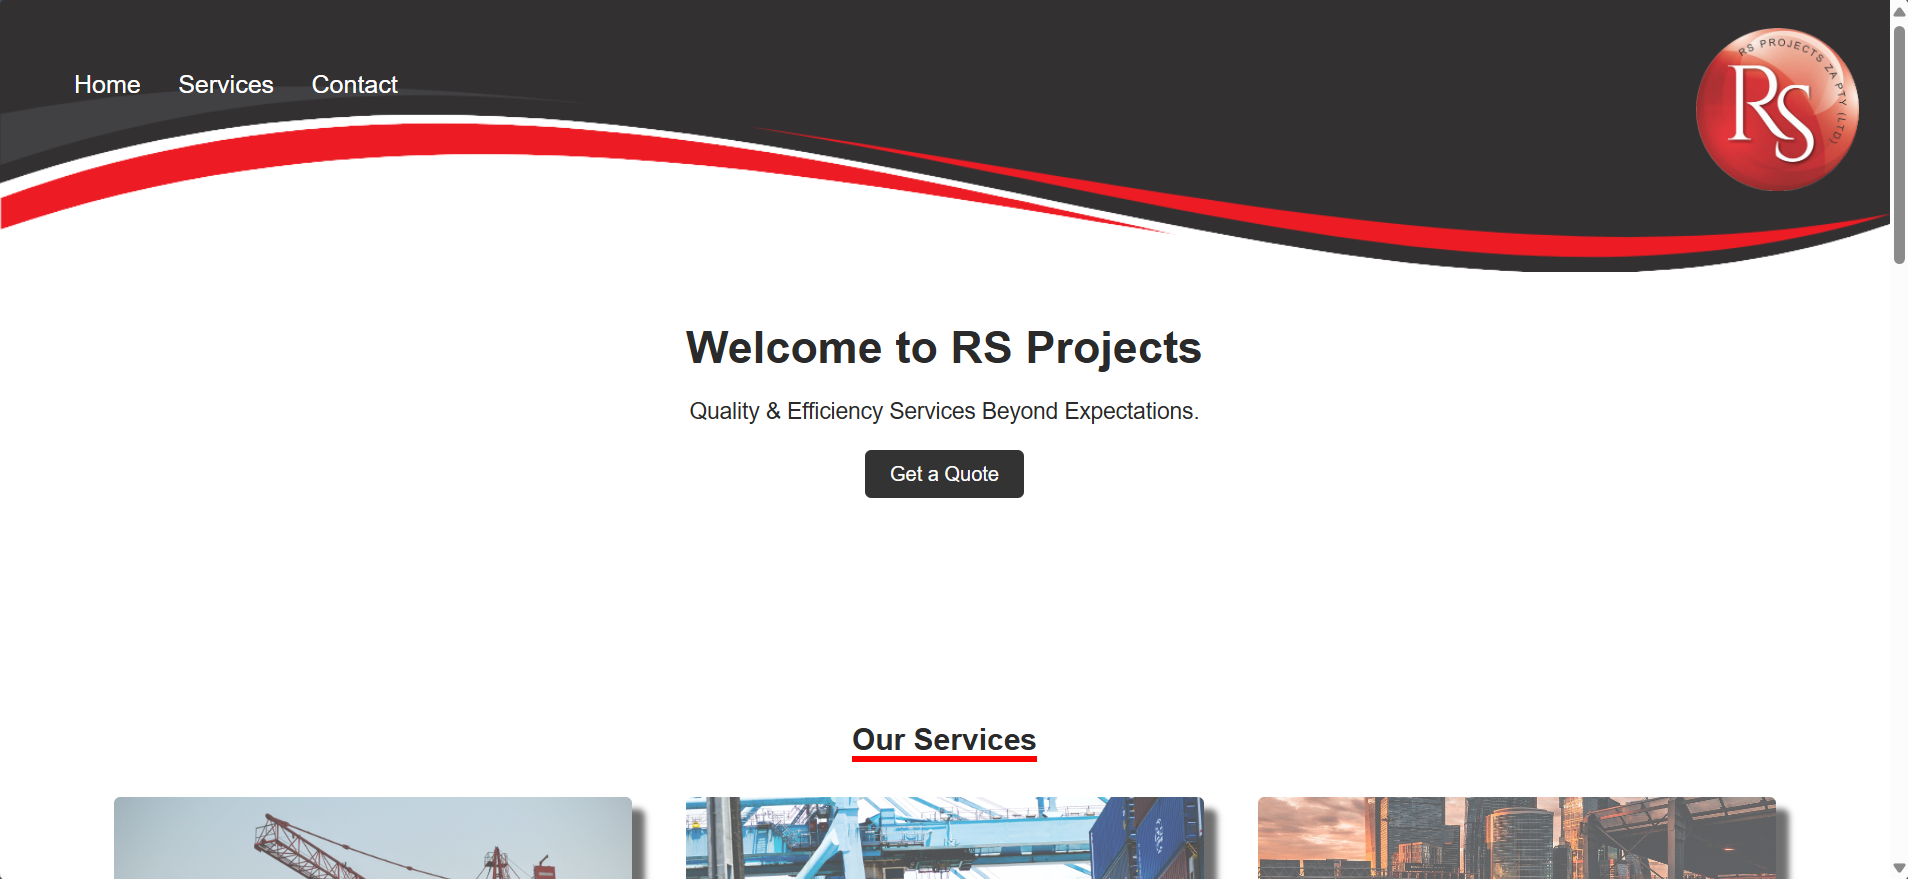 Home Services Contact
RS PROJECTS ZA PTY (LTD)
RS
Welcome to RS Projects
Quality & Efficiency Services Beyond Expectations.
Get a Quote
Our Services